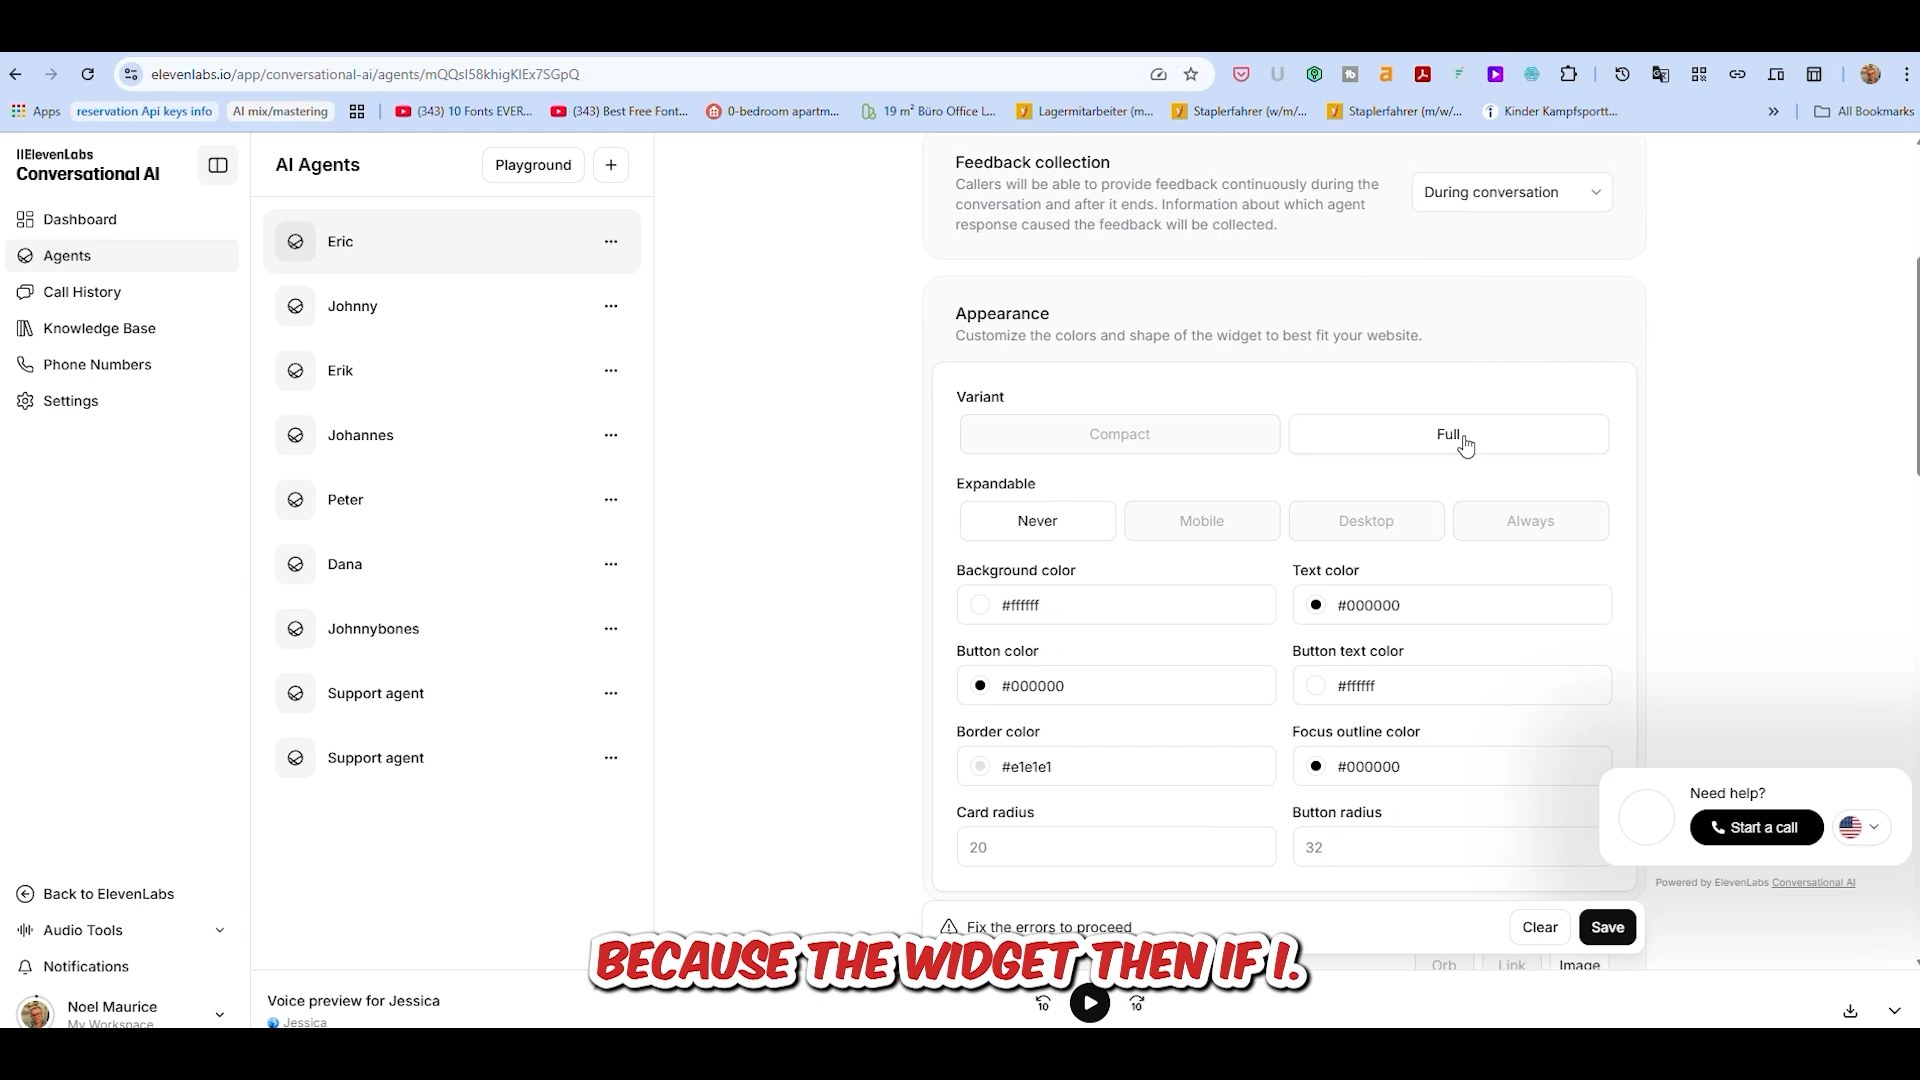 elevenlabs.io/app/conversational-ai/agents/mQQsI58khigKlEx7SGpQ
Apps
reservation Api keys info
AI mix/mastering
(343) 10 Fonts EVER...
(343) Best Free Font...
0-bedroom apartm...
19 m² Büro Office L...
Lagermitarbeiter (m...
Staplerfahrer (w/m/...
Staplerfahrer (m/w/...
Kinder Kampfsportt...
All Bookmarks
IIElevenLabs
Conversational AI
Dashboard
Agents
Call History
Knowledge Base
Phone Numbers
Settings
Back to ElevenLabs
Audio Tools
Notifications
Noel Maurice
My Workspace
AI Agents
Playground
Eric
Johnny
Erik
Johannes
Peter
Dana
Johnnybones
Support agent
Support agent
Feedback collection
Callers will be able to provide feedback continuously during the
conversation and after it ends. Information about which agent
response caused the feedback will be collected.
During conversation
Appearance
Customize the colors and shape of the widget to best fit your website.
Variant
Compact
Full
Expandable
Never
Mobile
Desktop
Always
Background color
Text color
#ffffff
#000000
Button color
Button text color
#000000
#ffffff
Border color
Focus outline color
#e1e1e1
#000000
Card radius
Button radius
20
32
Need help?
Start a call
Powered by ElevenLabs Conversational AI
Fix the errors to proceed
Clear
Save
Orb
Link
Image
BECAUSE THE WIDGET THEN IF I.
Voice preview for Jessica
Jessica
10
10